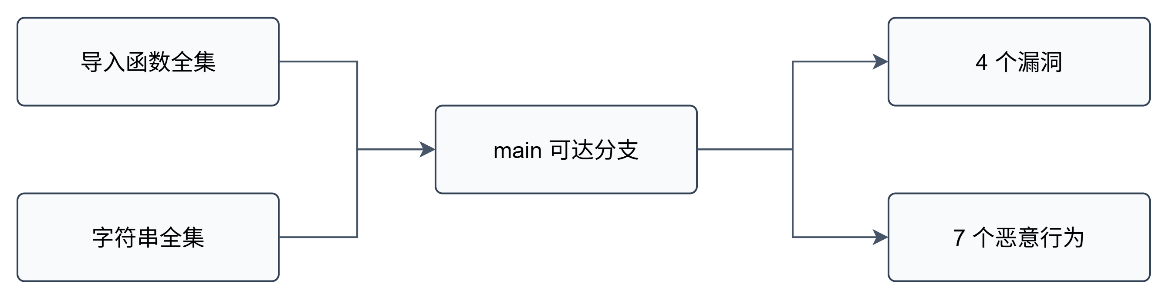 导入函数全集
字符串全集
main 可达分支
4 个漏洞
7 个恶意行为